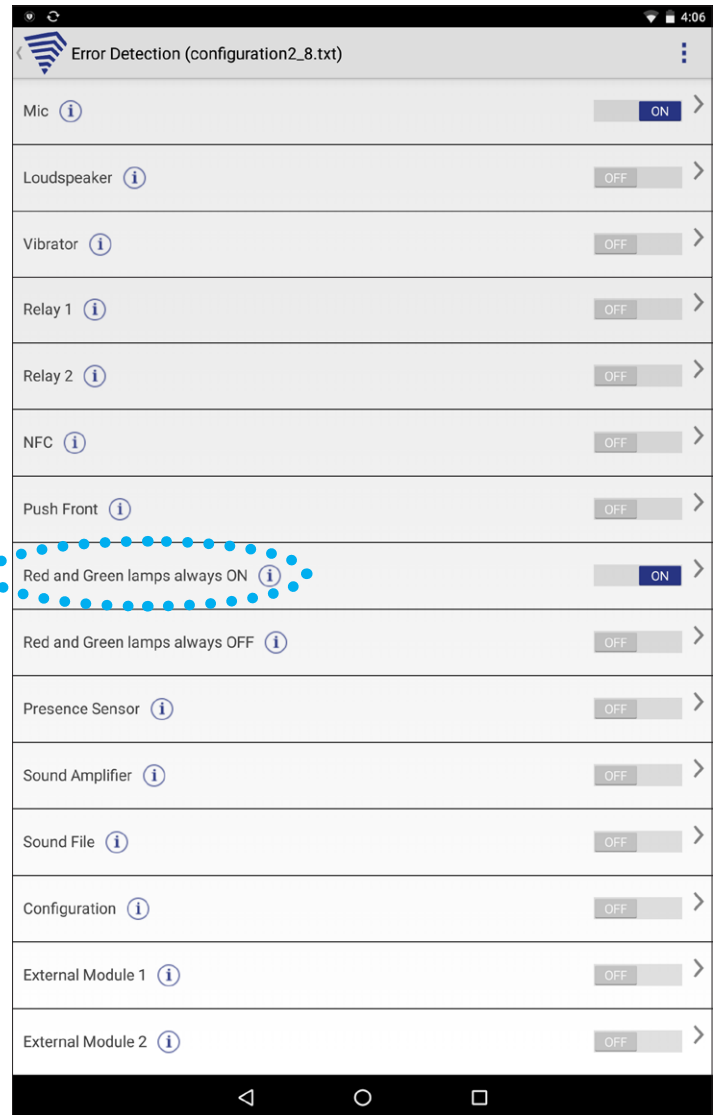 4:06
Error Detection (configuration2_8.txt)
Mic i ON
Loudspeaker i OFF
Vibrator i OFF
Relay 1 i OFF
Relay 2 i OFF
NFC i OFF
Push Front i OFF
Red and Green lamps always ON i ON
Red and Green lamps always OFF i OFF
Presence Sensor i OFF
Sound Amplifier i OFF
Sound File i OFF
Configuration i OFF
External Module 1 i OFF
External Module 2 i OFF